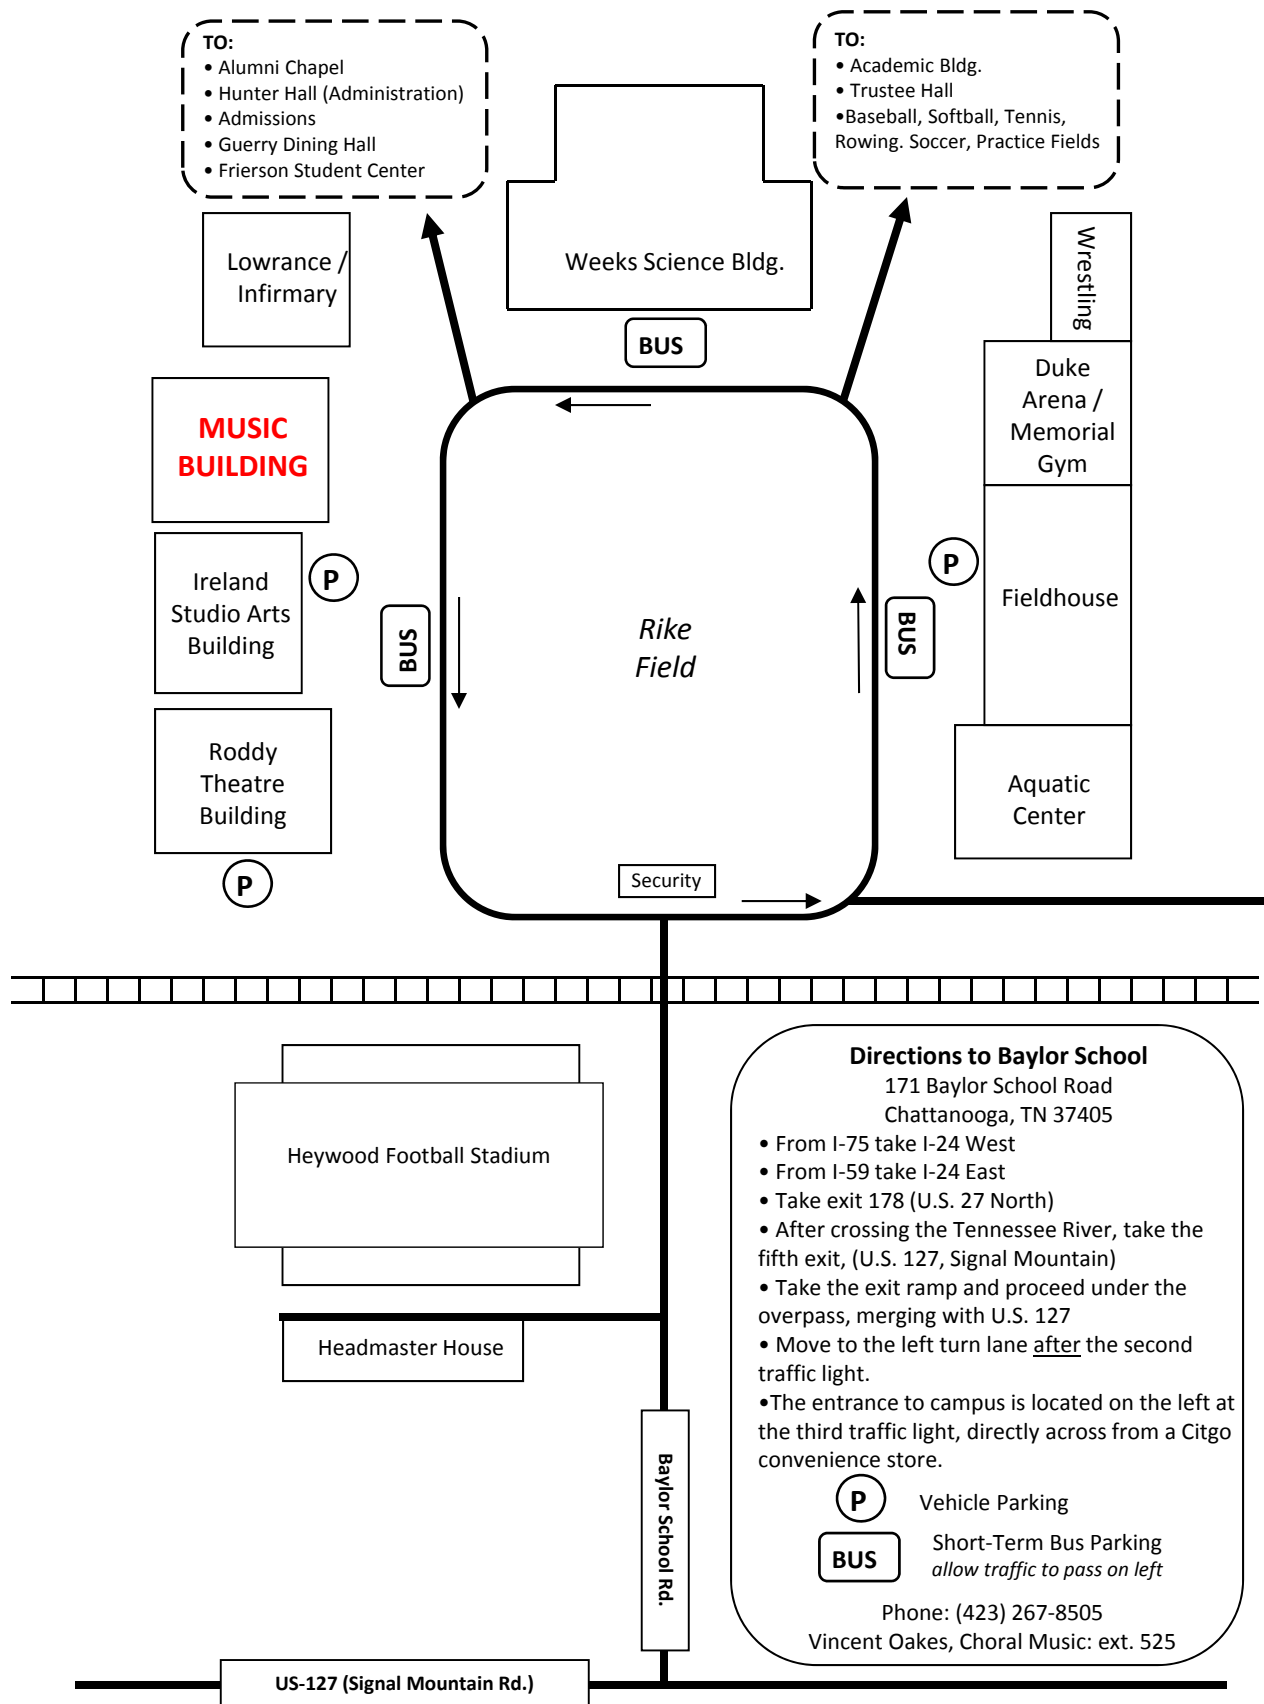 TO:
• Alumni Chapel
• Hunter Hall (Administration)
• Admissions
• Guerry Dining Hall
• Frierson Student Center
TO:
• Academic Bldg.
• Trustee Hall
•Baseball, Softball, Tennis,
Rowing. Soccer, Practice Fields
Lowrance /
Infirmary
Weeks Science Bldg.
BUS
Wrestling
Duke
Arena /
Memorial
Gym
MUSIC
BUILDING
Ireland
Studio Arts
Building
P
BUS
Rike
Field
BUS
P
Fieldhouse
Roddy
Theatre
Building
P
Aquatic
Center
Security
Heywood Football Stadium
Headmaster House
Baylor School Rd.
US-127 (Signal Mountain Rd.)
Directions to Baylor School
171 Baylor School Road
Chattanooga, TN 37405
• From I-75 take I-24 West
• From I-59 take I-24 East
• Take exit 178 (U.S. 27 North)
• After crossing the Tennessee River, take the
fifth exit, (U.S. 127, Signal Mountain)
• Take the exit ramp and proceed under the
overpass, merging with U.S. 127
• Move to the left turn lane after the second
traffic light.
•The entrance to campus is located on the left at
the third traffic light, directly across from a Citgo
convenience store.
P Vehicle Parking
BUS Short-Term Bus Parking
allow traffic to pass on left
Phone: (423) 267-8505
Vincent Oakes, Choral Music: ext. 525